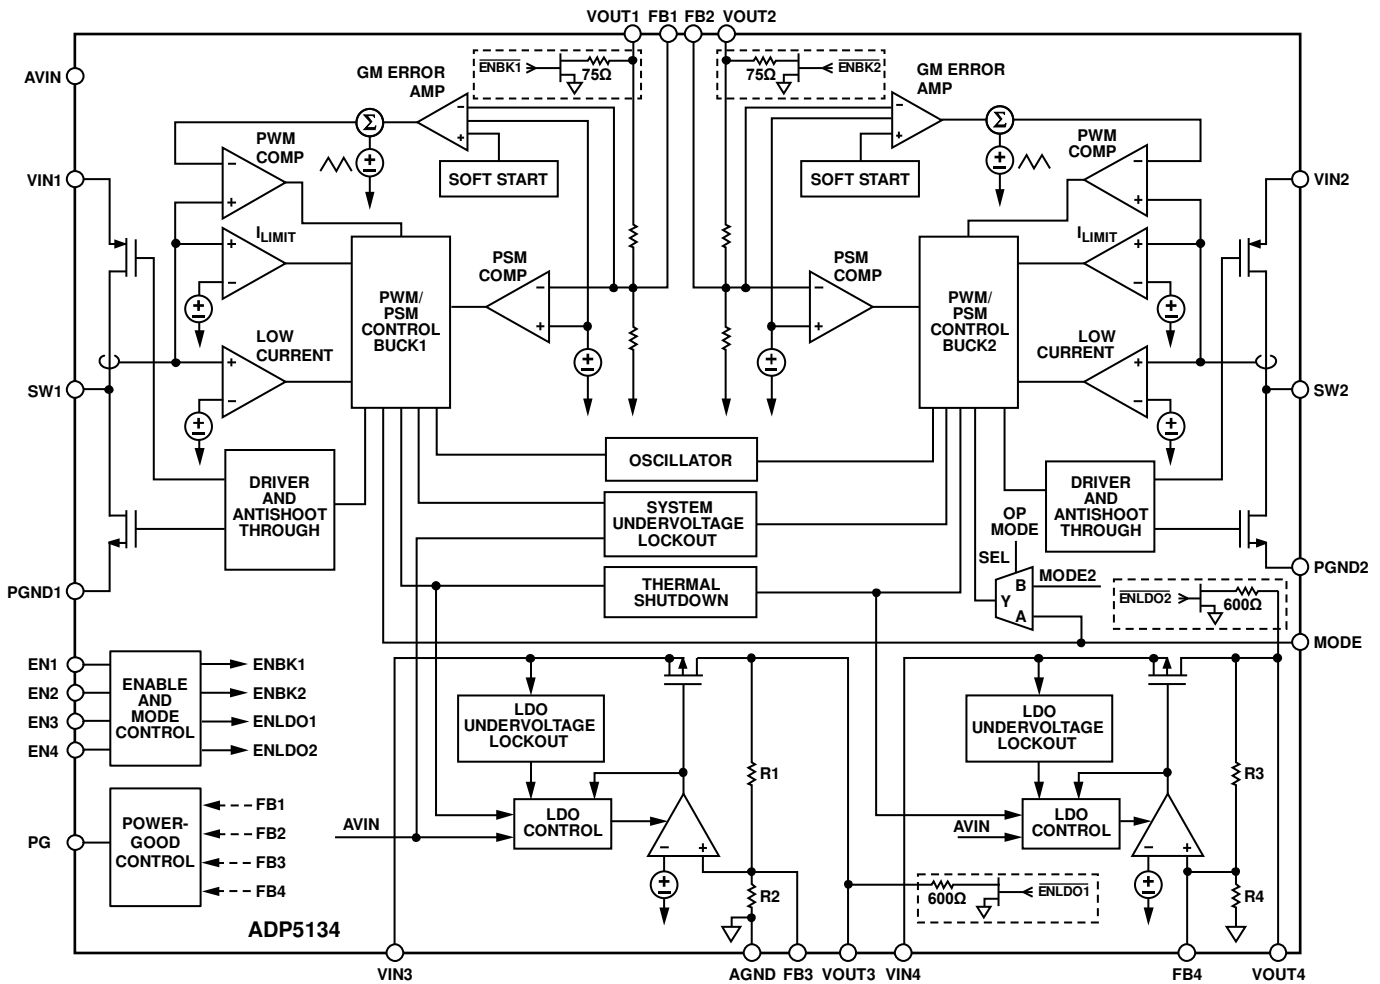 VOUT1 FB1 FB2 VOUT2
AVIN
GM ERROR
AMP
ENBK1
75Ω
75Ω
ENBK2
GM ERROR
AMP
Σ
Σ
PWM
COMP
PWM
COMP
SOFT START
SOFT START
VIN1
VIN2
ILIMIT
ILIMIT
PSM
COMP
PSM
COMP
PWM/
PSM
CONTROL
BUCK1
PWM/
PSM
CONTROL
BUCK2
LOW
CURRENT
LOW
CURRENT
SW1
SW2
OSCILLATOR
DRIVER
AND
ANTISHOOT
THROUGH
DRIVER
AND
ANTISHOOT
THROUGH
SYSTEM
UNDERVOLTAGE
LOCKOUT
OP
MODE
SEL
B
Y
A
MODE2
THERMAL
SHUTDOWN
ENLDO2
600Ω
PGND1
PGND2
MODE
EN1
EN2
EN3
EN4
ENABLE
AND
MODE
CONTROL
ENBK1
ENBK2
ENLDO1
ENLDO2
LDO
UNDERVOLTAGE
LOCKOUT
LDO
UNDERVOLTAGE
LOCKOUT
R1
R3
PG
POWER-
GOOD
CONTROL
FB1
FB2
FB3
FB4
AVIN
LDO
CONTROL
AVIN
LDO
CONTROL
R2
600Ω
ENLDO1
R4
ADP5134
VIN3
AGND FB3 VOUT3 VIN4
FB4
VOUT4